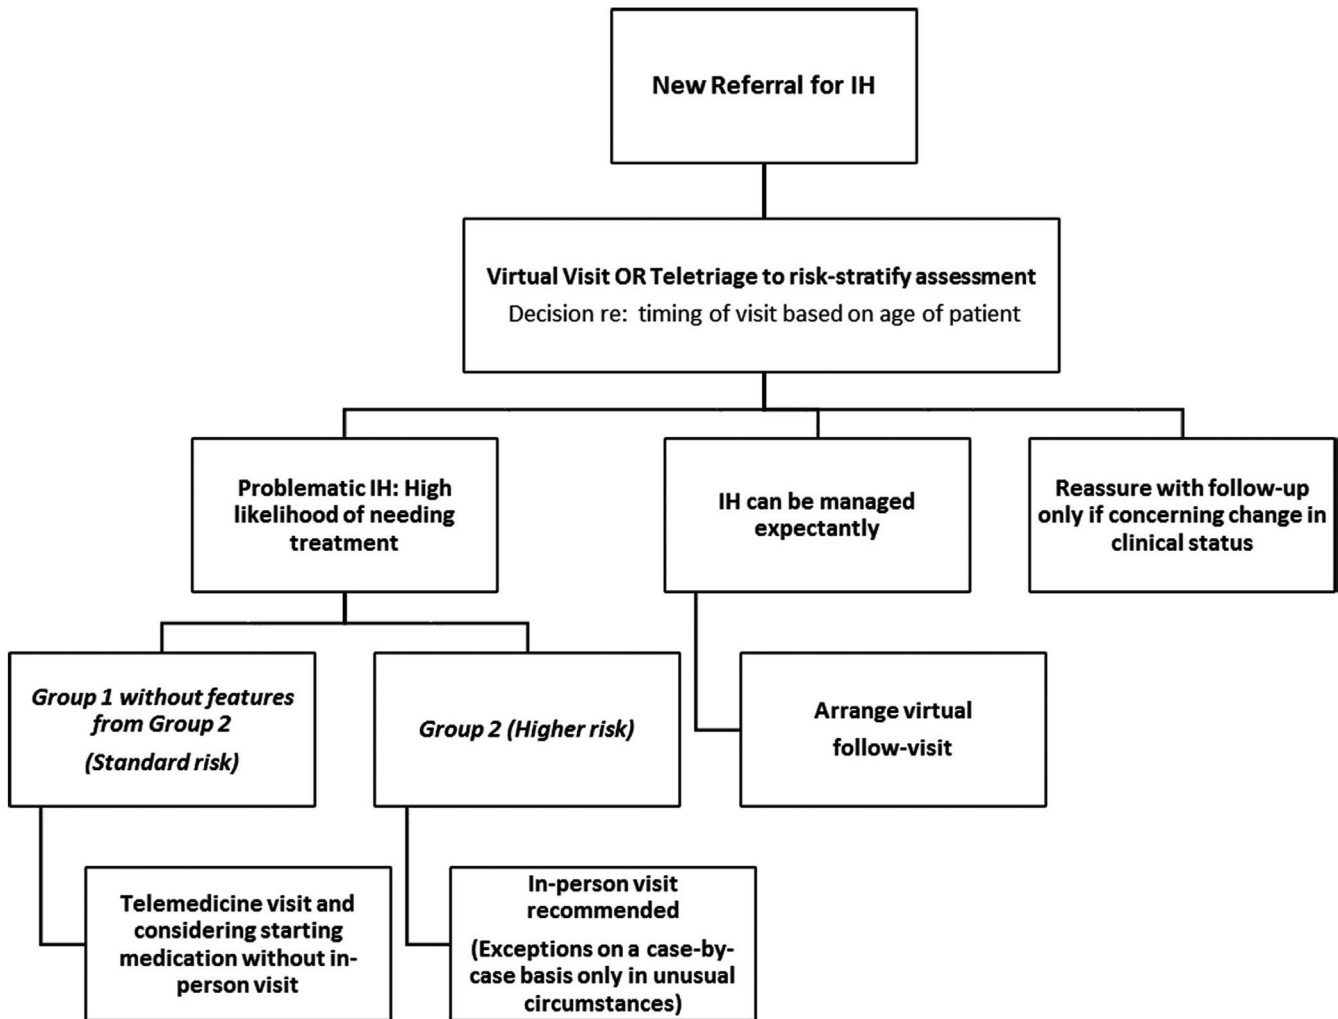 New Referral for IH
Virtual Visit OR Teletriage to risk-stratify assessment
Decision re:  timing of visit based on age of patient
Problematic IH: High
likelihood of needing
treatment
IH can be managed
expectantly
Reassure with follow-up
only if concerning change in
clinical status
Group 1 without features
from Group 2
(Standard risk)
Group 2 (Higher risk)
Arrange virtual
follow-visit
Telemedicine visit and
considering starting
medication without in-
person visit
In-person visit
recommended
(Exceptions on a case-by-
case basis only in unusual
circumstances)